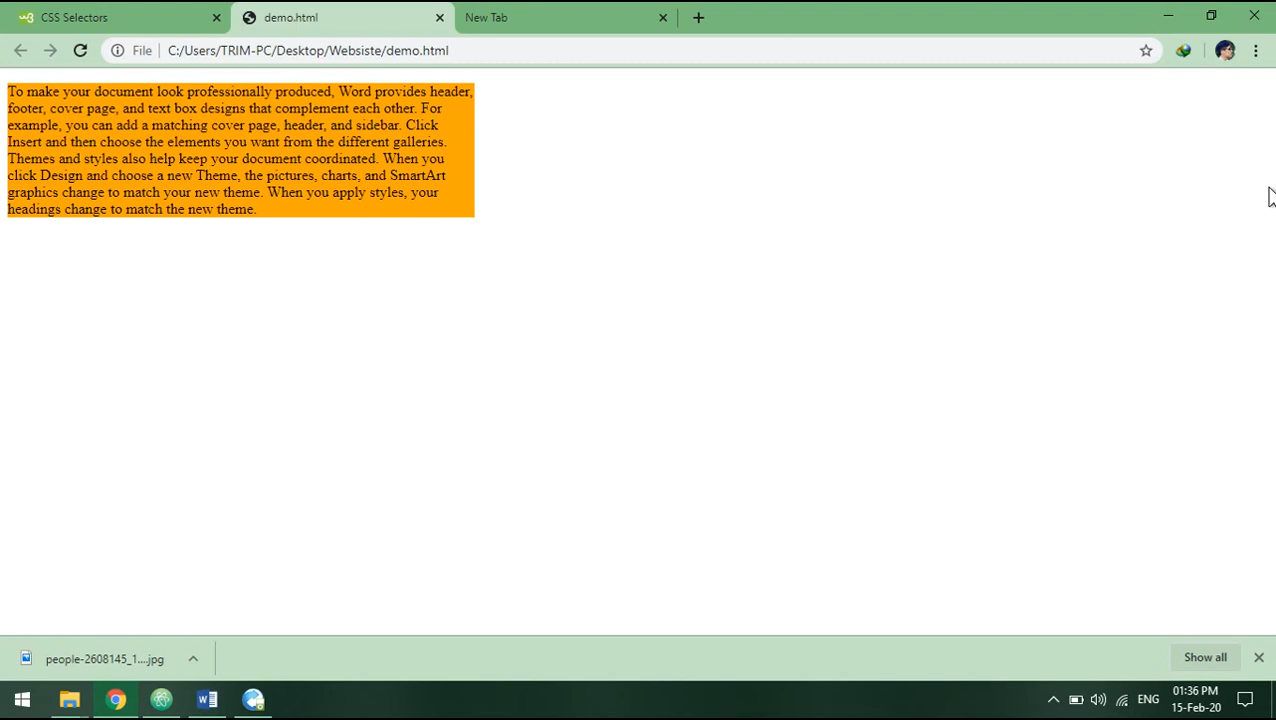 CSS Selectors
demo.html
New Tab
File
C:/Users/TRIM-PC/Desktop/Websiste/demo.html
To make your document look professionally produced, Word provides header,
footer, cover page, and text box designs that complement each other. For
example, you can add a matching cover page, header, and sidebar. Click
Insert and then choose the elements you want from the different galleries.
Themes and styles also help keep your document coordinated. When you
click Design and choose a new Theme, the pictures, charts, and SmartArt
graphics change to match your new theme. When you apply styles, your
headings change to match the new theme.
people-2608145_1....jpg
Show all
ENG
01:36 PM
15-Feb-20